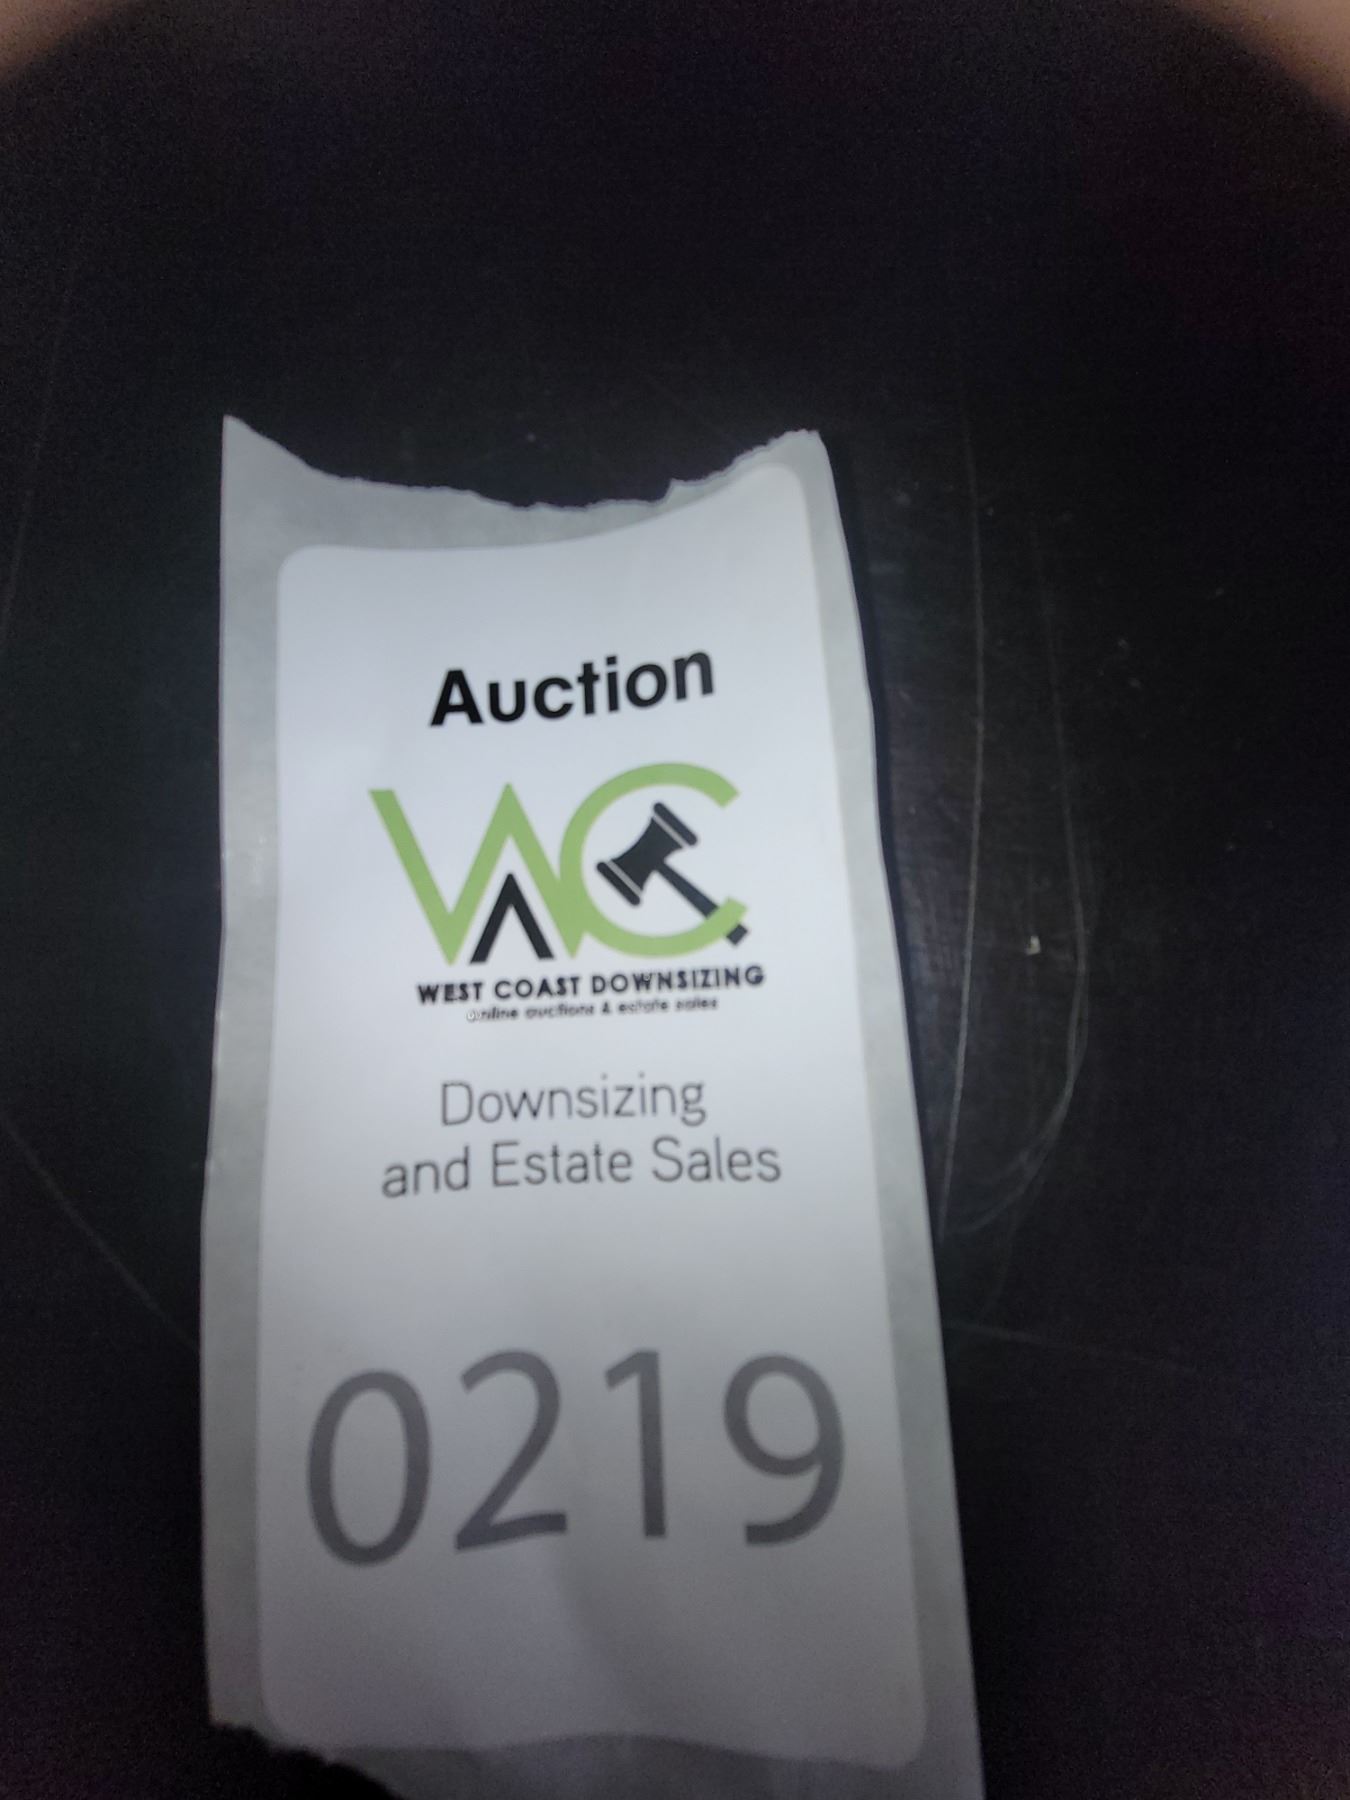 Auction
WC
WEST COAST DOWNSIZING
online auctions & estate sales
Downsizing
and Estate Sales
0219